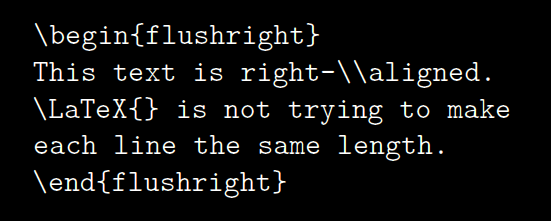 \begin{flushright}
This text is right-\\aligned.
\LaTeX{} is not trying to make
each line the same length.
\end{flushright}